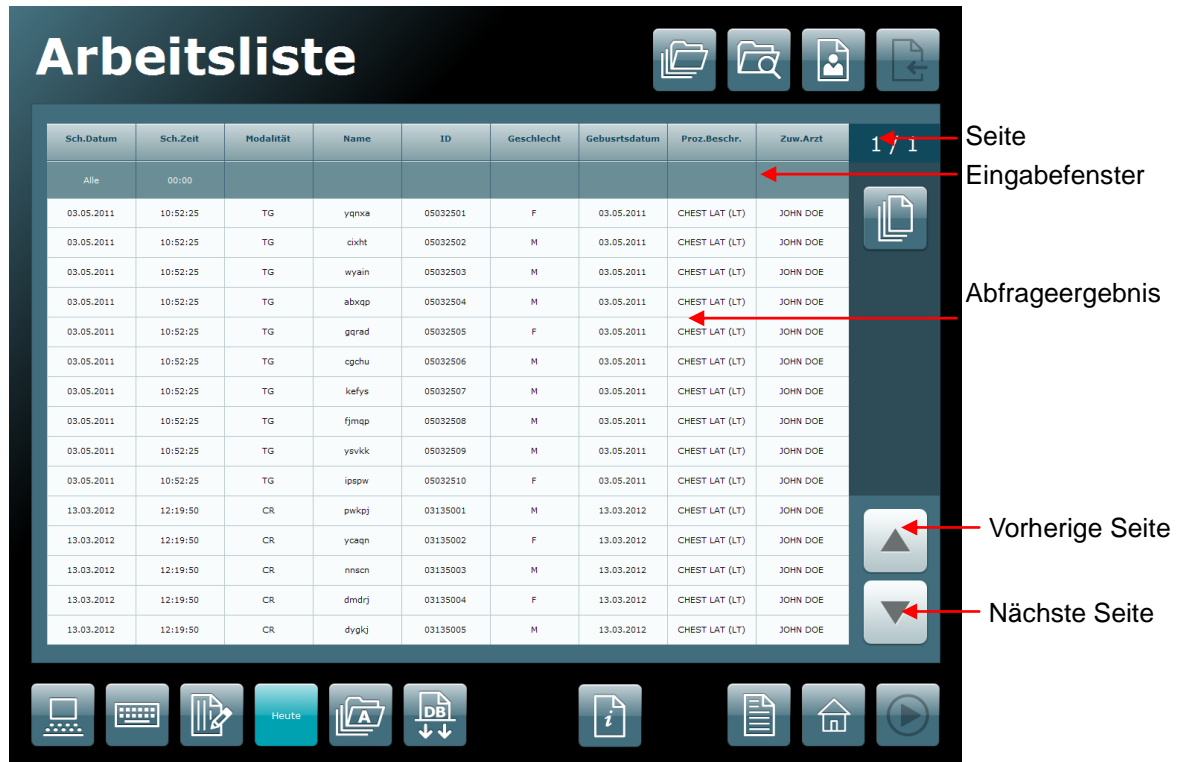 Arbeitsliste
Sch.Datum Sch.Zeit Modalität Name ID Geschlecht Gebusrtsdatum Proz.Beschr. Zuw.Arzt 1 / 1 Seite
Alle 00:00 Eingabefenster
03.05.2011 10:52:25 TG yqnxa 05032501 F 03.05.2011 CHEST LAT (LT) JOHN DOE
03.05.2011 10:52:25 TG cixht 05032502 M 03.05.2011 CHEST LAT (LT) JOHN DOE
03.05.2011 10:52:25 TG wyain 05032503 M 03.05.2011 CHEST LAT (LT) JOHN DOE
03.05.2011 10:52:25 TG abxqp 05032504 M 03.05.2011 CHEST LAT (LT) JOHN DOE Abfrageergebnis
03.05.2011 10:52:25 TG gqrad 05032505 F 03.05.2011 CHEST LAT (LT) JOHN DOE
03.05.2011 10:52:25 TG cgchu 05032506 M 03.05.2011 CHEST LAT (LT) JOHN DOE
03.05.2011 10:52:25 TG kefys 05032507 M 03.05.2011 CHEST LAT (LT) JOHN DOE
03.05.2011 10:52:25 TG fjmqp 05032508 M 03.05.2011 CHEST LAT (LT) JOHN DOE
03.05.2011 10:52:25 TG ysvkk 05032509 M 03.05.2011 CHEST LAT (LT) JOHN DOE
03.05.2011 10:52:25 TG ipspw 05032510 F 03.05.2011 CHEST LAT (LT) JOHN DOE
13.03.2012 12:19:50 CR pwkpj 03135001 M 13.03.2012 CHEST LAT (LT) JOHN DOE
13.03.2012 12:19:50 CR ycaqn 03135002 F 13.03.2012 CHEST LAT (LT) JOHN DOE Vorherige Seite
13.03.2012 12:19:50 CR nnscn 03135003 M 13.03.2012 CHEST LAT (LT) JOHN DOE
13.03.2012 12:19:50 CR dmdrj 03135004 F 13.03.2012 CHEST LAT (LT) JOHN DOE Nächste Seite
13.03.2012 12:19:50 CR dygkj 03135005 M 13.03.2012 CHEST LAT (LT) JOHN DOE
Heute A DB i